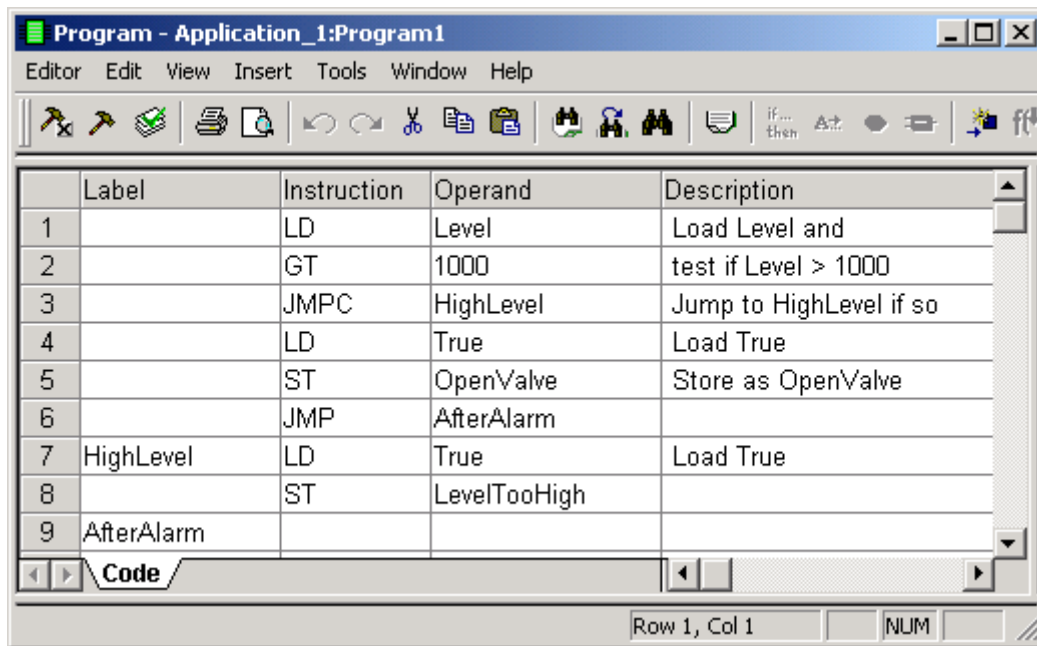 Program - Application_1:Program1
Editor Edit View Insert Tools Window Help
if... then
Label Instruction Operand Description
1 LD Level Load Level and
2 GT 1000 test if Level > 1000
3 JMPC HighLevel Jump to HighLevel if so
4 LD True Load True
5 ST OpenValve Store as OpenValve
6 JMP AfterAlarm
7 HighLevel LD True Load True
8 ST LevelTooHigh
9 AfterAlarm
Code
Row 1, Col 1 NUM